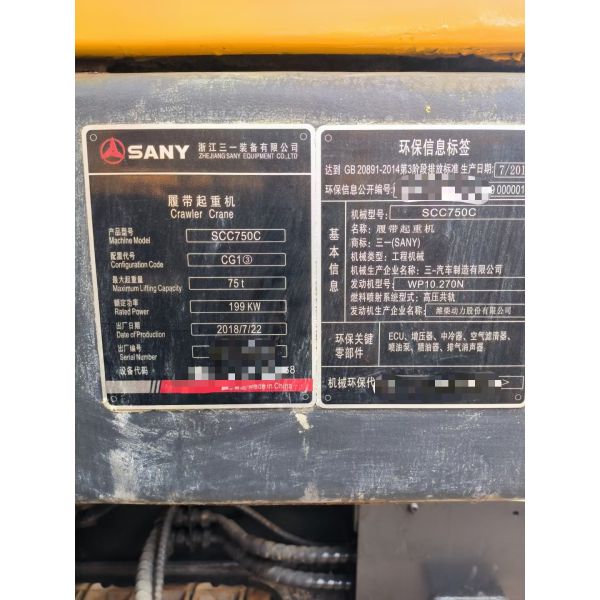 SANY 浙江三一装备有限公司
ZHEJIANG SANY EQUIPMENT CO.,LTD
履带起重机
Crawler Crane
产品型号
Machine Model
SCC750C
配置代号
Configuration Code
CG1③
最大起重量
Maximum Lifting Capacity
75 t
额定功率
Rated Power
199 KW
出厂日期
Date of Production
2018/7/22
出厂编号
Serial Number
设备代码
68
Made in China
环保信息标签
达到 GB 20891-2014第3阶段排放标准 生产日期: 7/201
环保信息公开编号:
9 000001
基本信息
机械型号: SCC750C
名称: 履带起重机
商标: 三一(SANY)
机械类型: 工程机械
机械生产企业名称: 三一汽车制造有限公司
发动机型号: WP10.270N
燃料喷射系统型式: 高压共轨
发动机生产企业名称: 潍柴动力股份有限公司
环保关键零部件
ECU、增压器、中冷器、空气滤清器、
喷油泵、喷油器、排气消声器
机械环保代